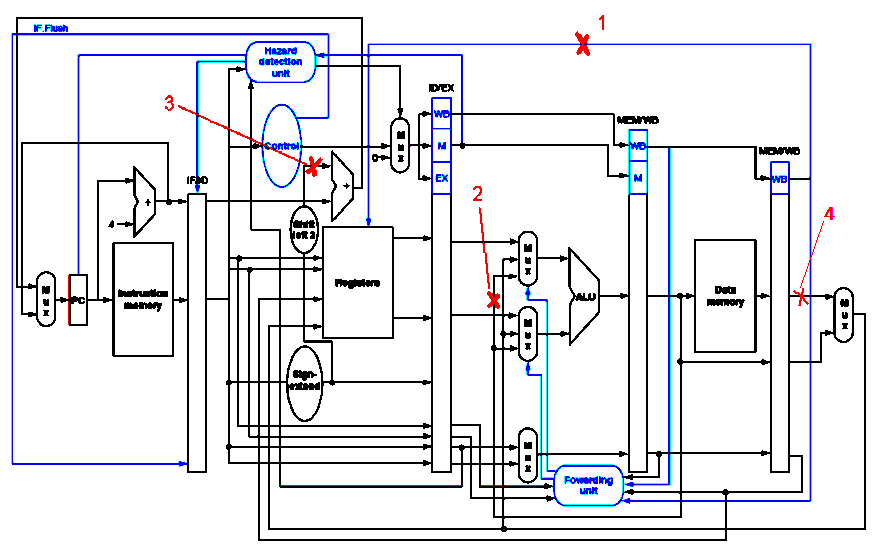 1
IF.Flush
Hazard
detection
unit
ID/EX
3
WB
MEM/WB
Control
M
u
x
M
WB
MEM/WB
0
IF/ID
+
EX
M
WB
+
2
4
4
Shift
left 2
M
u
x
M
u
x
PC
Instruction
memory
Registers
ALU
Data
memory
M
u
x
M
u
x
Sign-
extend
M
u
x
Fowarding
unit